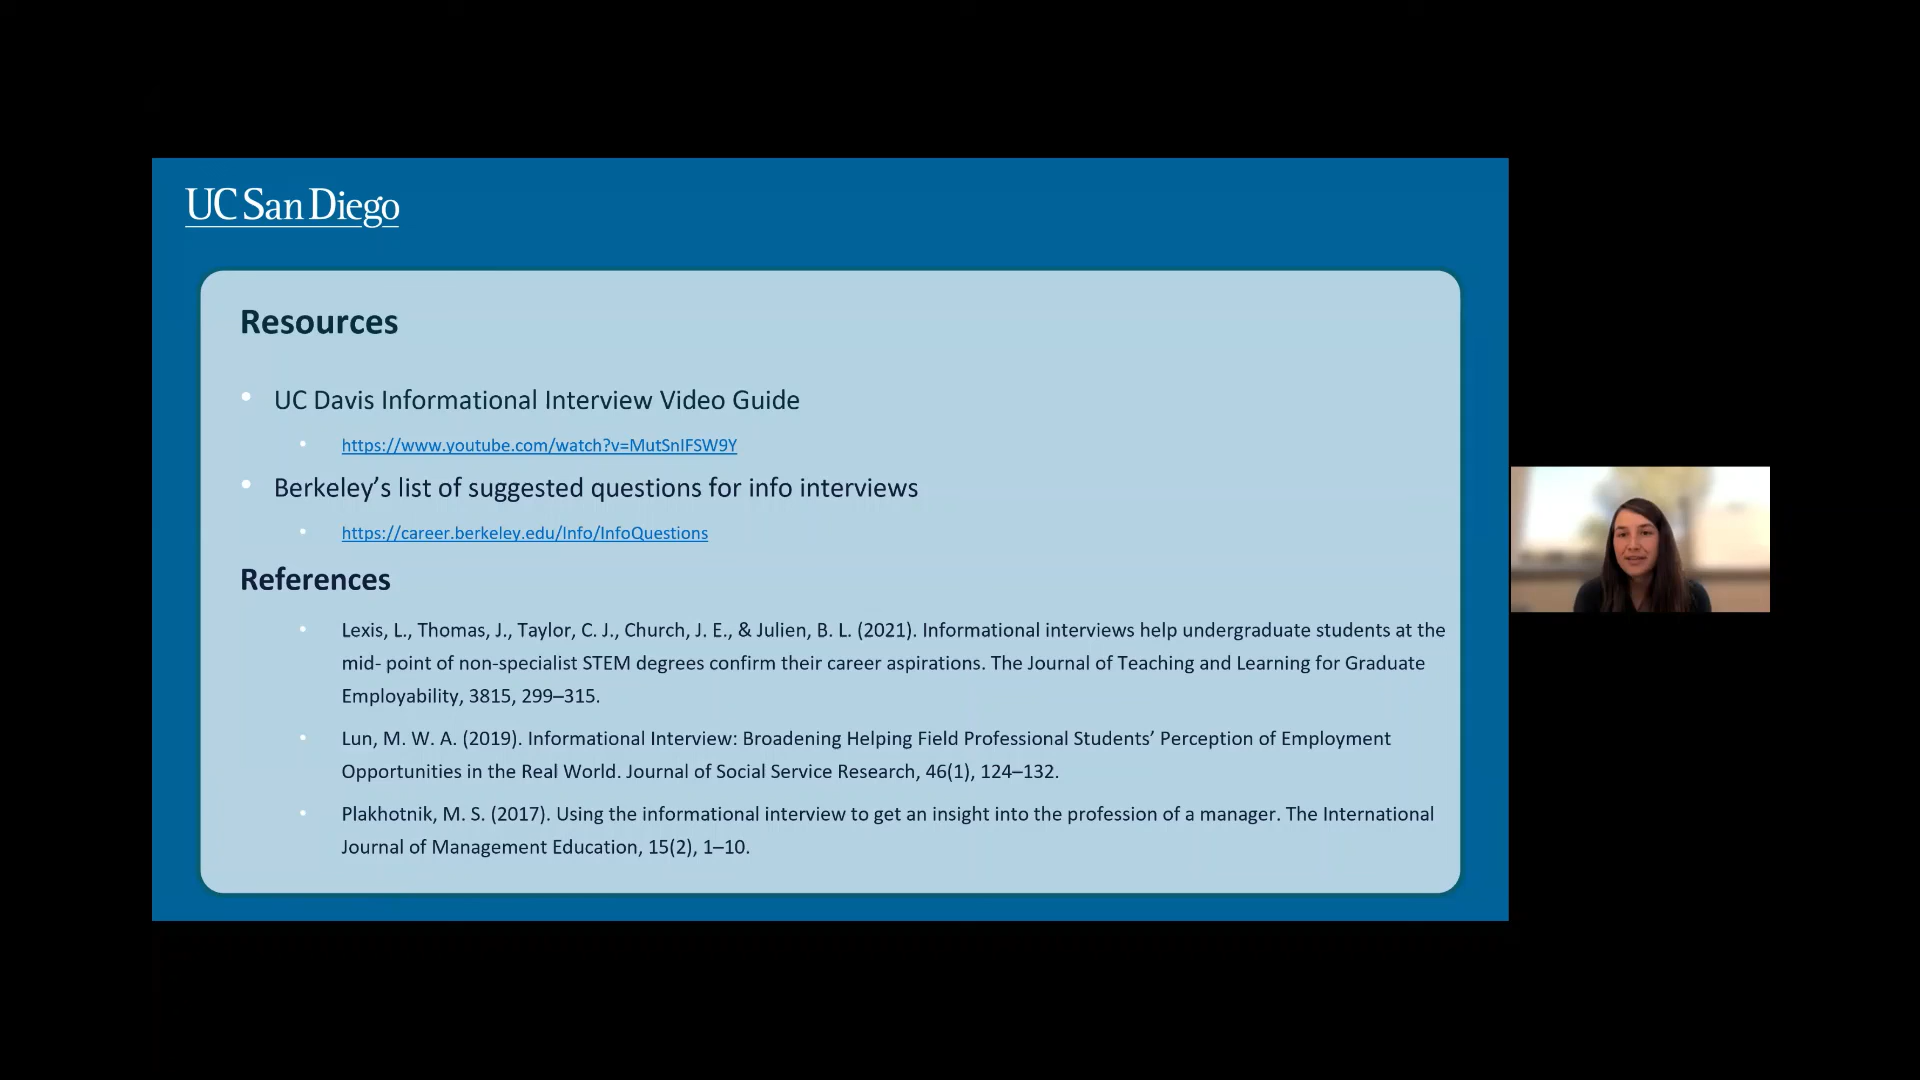 UC San Diego
Resources
• UC Davis Informational Interview Video Guide
• https://www.youtube.com/watch?v=MutSnIFSW9Y
• Berkeley’s list of suggested questions for info interviews
• https://career.berkeley.edu/Info/InfoQuestions
References
• Lexis, L., Thomas, J., Taylor, C. J., Church, J. E., & Julien, B. L. (2021). Informational interviews help undergraduate students at the
mid- point of non-specialist STEM degrees confirm their career aspirations. The Journal of Teaching and Learning for Graduate
Employability, 3815, 299–315.
• Lun, M. W. A. (2019). Informational Interview: Broadening Helping Field Professional Students’ Perception of Employment
Opportunities in the Real World. Journal of Social Service Research, 46(1), 124–132.
• Plakhotnik, M. S. (2017). Using the informational interview to get an insight into the profession of a manager. The International
Journal of Management Education, 15(2), 1–10.